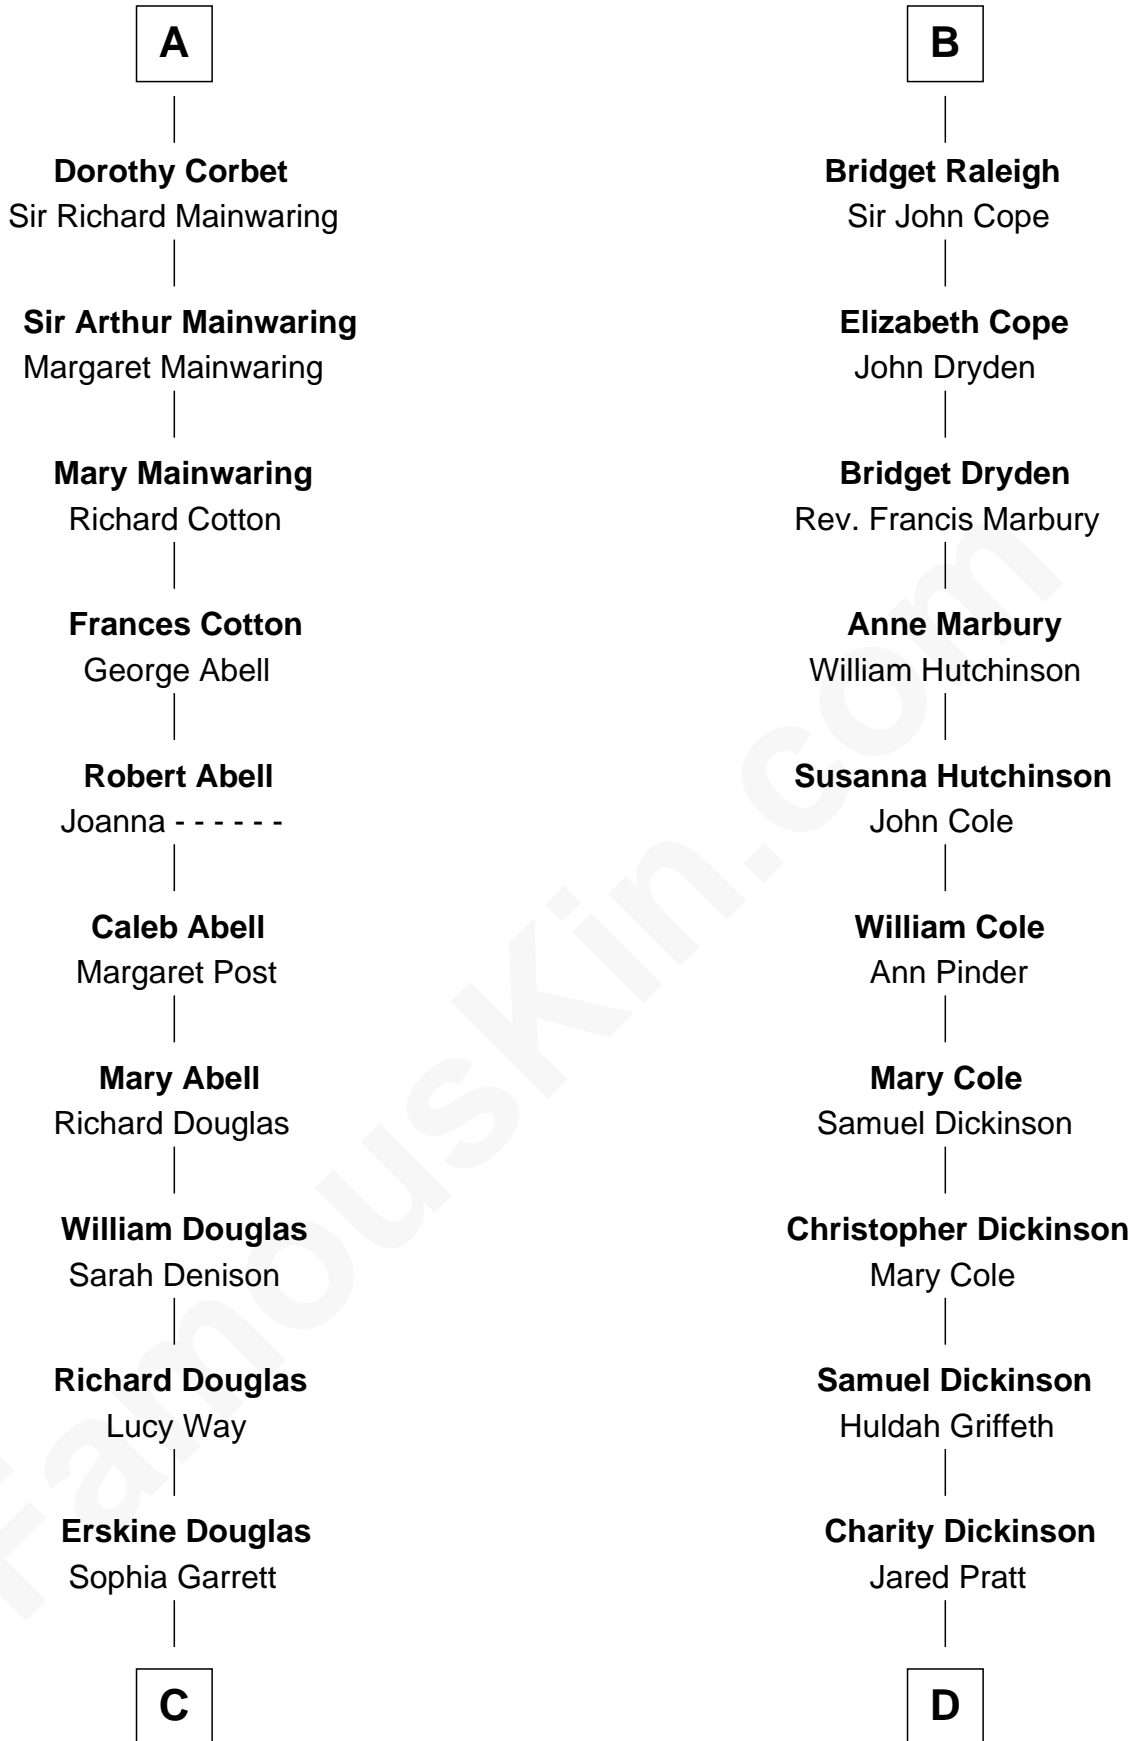 A
Dorothy Corbet
Sir Richard Mainwaring
Sir Arthur Mainwaring
Margaret Mainwaring
Mary Mainwaring
Richard Cotton
Frances Cotton
George Abell
Robert Abell
Joanna - - - - - -
Caleb Abell
Margaret Post
Mary Abell
Richard Douglas
William Douglas
Sarah Denison
Richard Douglas
Lucy Way
Erskine Douglas
Sophia Garrett
C
B
Bridget Raleigh
Sir John Cope
Elizabeth Cope
John Dryden
Bridget Dryden
Rev. Francis Marbury
Anne Marbury
William Hutchinson
Susanna Hutchinson
John Cole
William Cole
Ann Pinder
Mary Cole
Samuel Dickinson
Christopher Dickinson
Mary Cole
Samuel Dickinson
Huldah Griffeth
Charity Dickinson
Jared Pratt
D
FamousKin.com